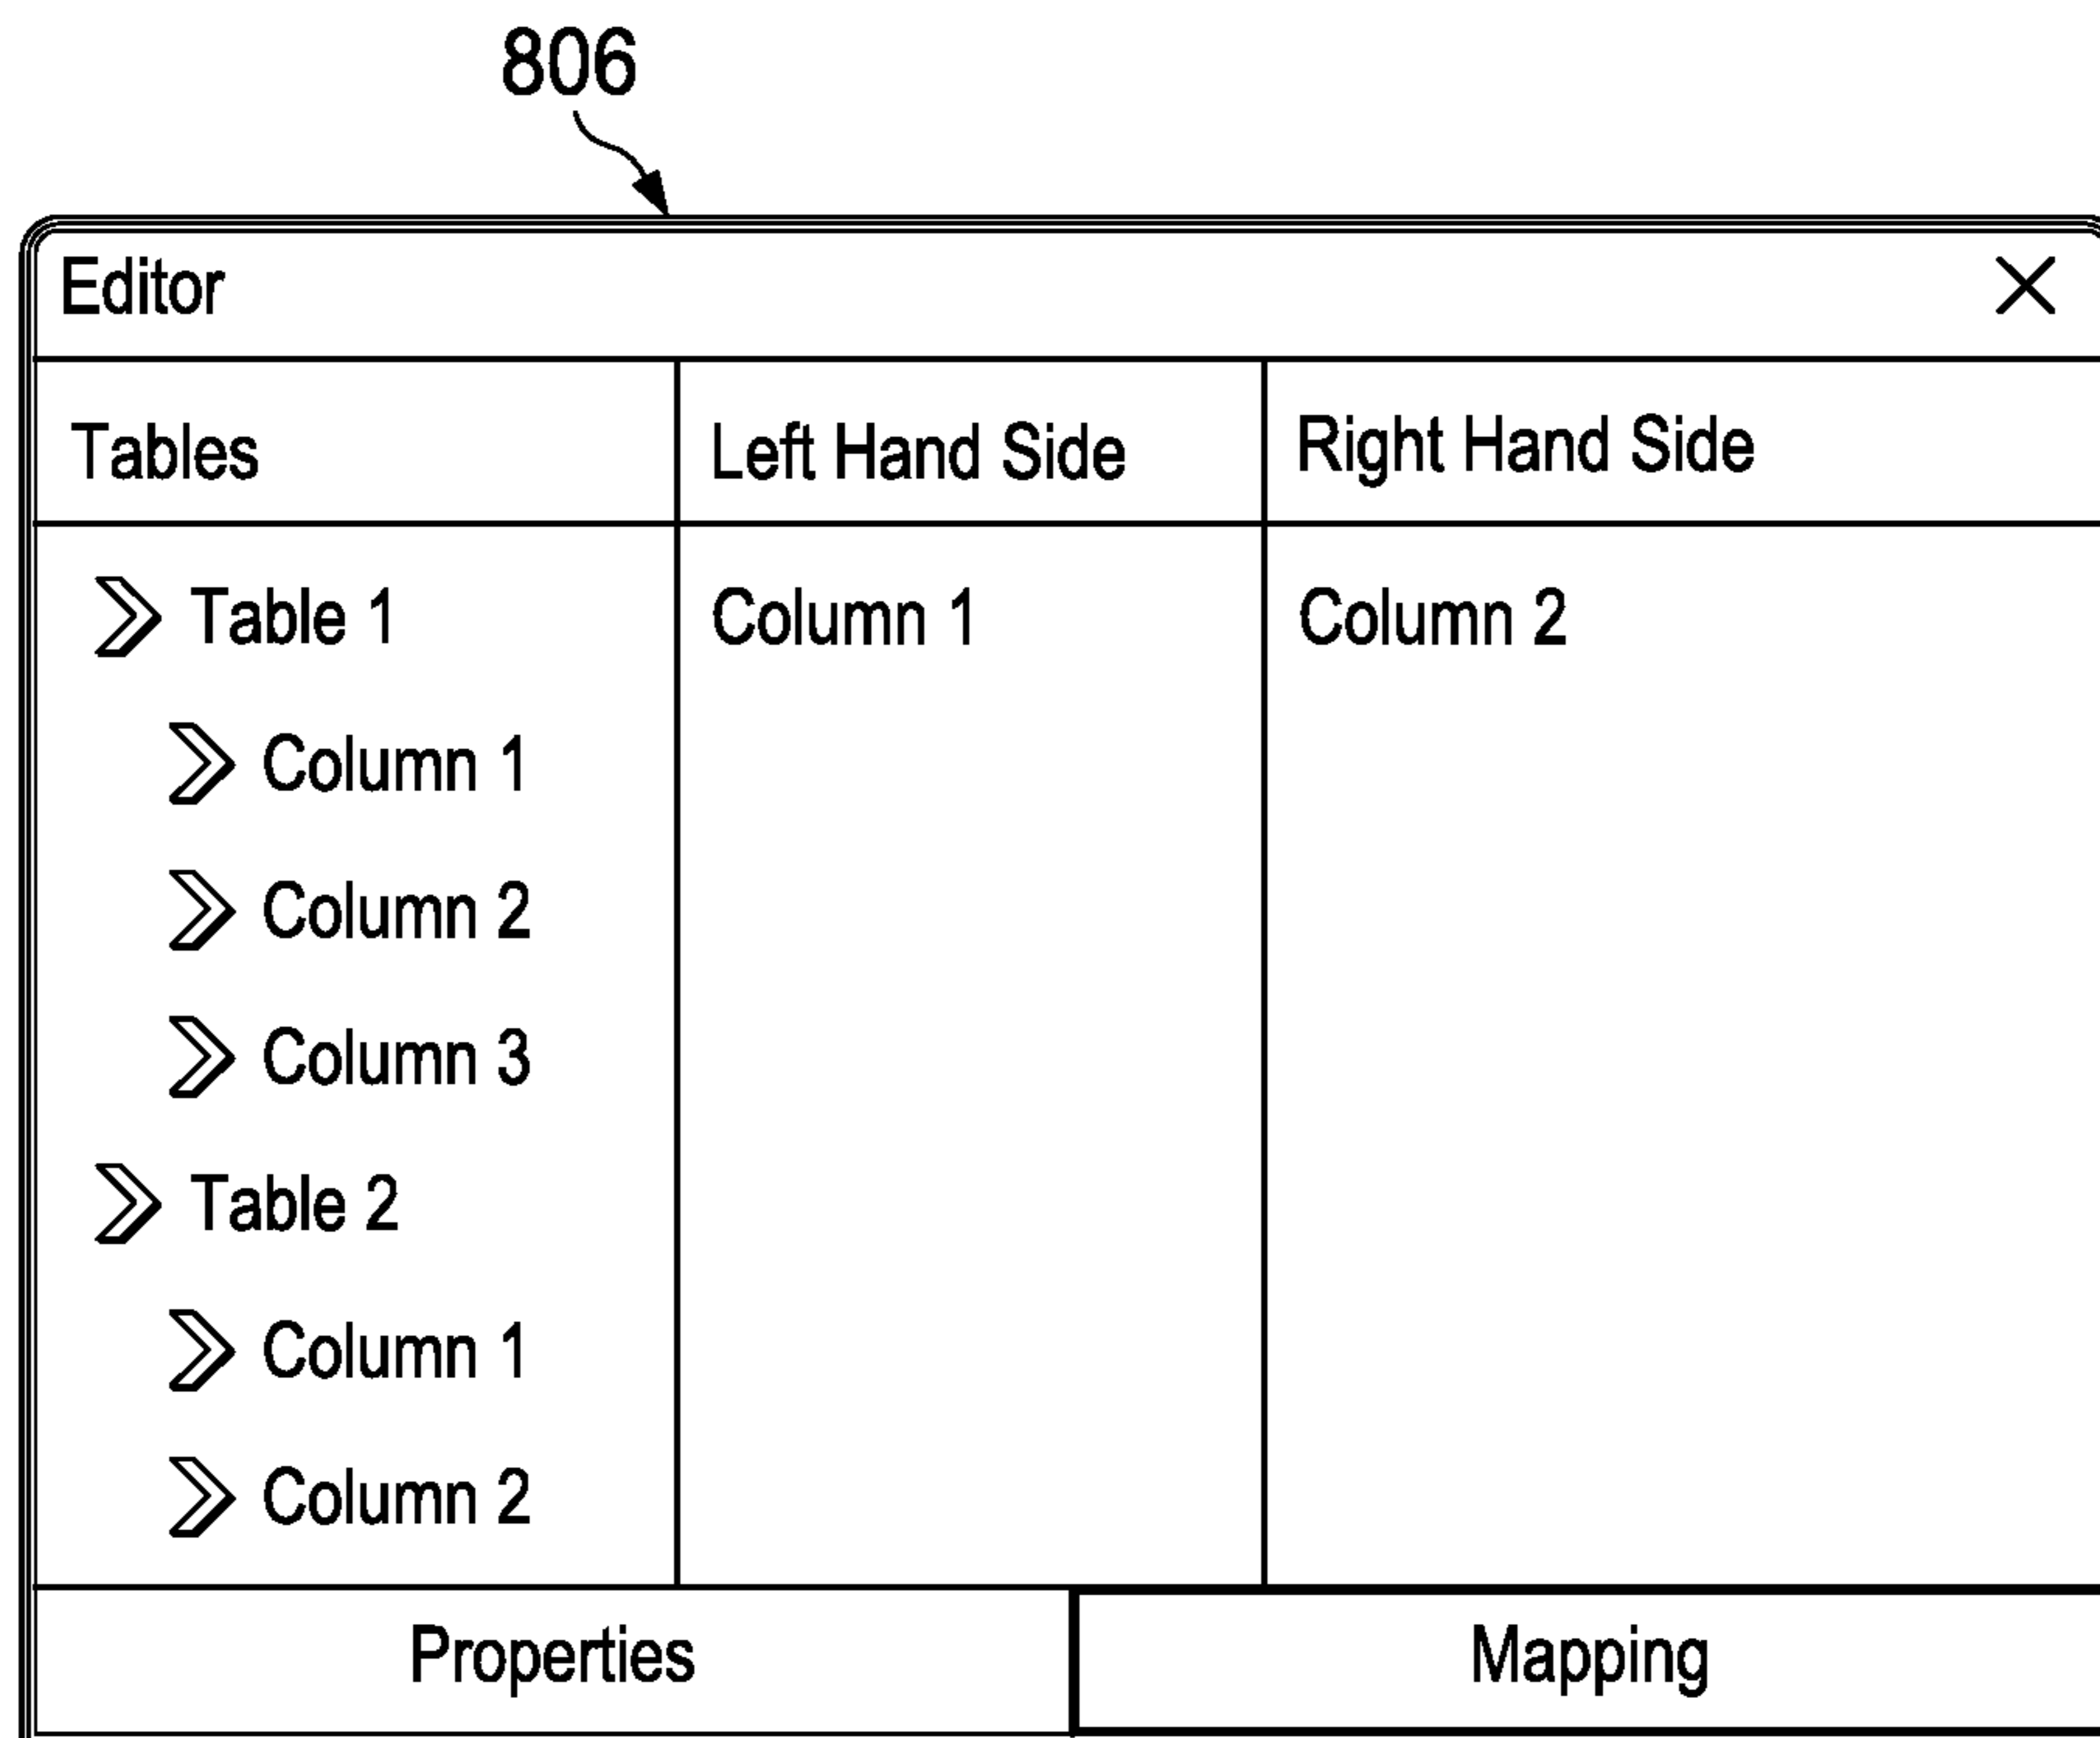 806
Editor
Tables Left Hand Side Right Hand Side
Table 1 Column 1 Column 2
Column 1
Column 2
Column 3
Table 2
Column 1
Column 2
Properties Mapping